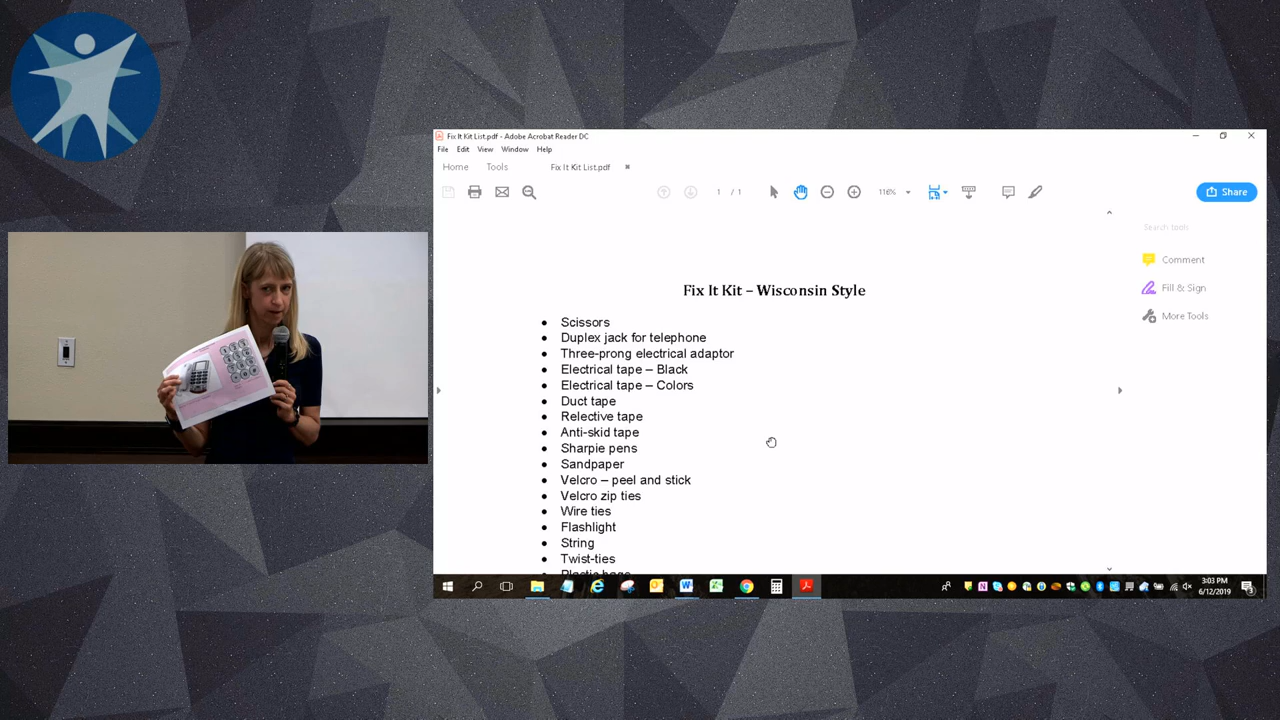 Fix It Kit List.pdf - Adobe Acrobat Reader DC
File Edit View Window Help
Home Tools Fix It Kit List.pdf
1 / 1 116% Share
Search tools
Comment
Fill & Sign
More Tools
Fix It Kit – Wisconsin Style
Scissors
Duplex jack for telephone
Three-prong electrical adaptor
Electrical tape – Black
Electrical tape – Colors
Duct tape
Relective tape
Anti-skid tape
Sharpie pens
Sandpaper
Velcro – peel and stick
Velcro zip ties
Wire ties
Flashlight
String
Twist-ties
Plastic bags
3:03 PM
6/12/2019